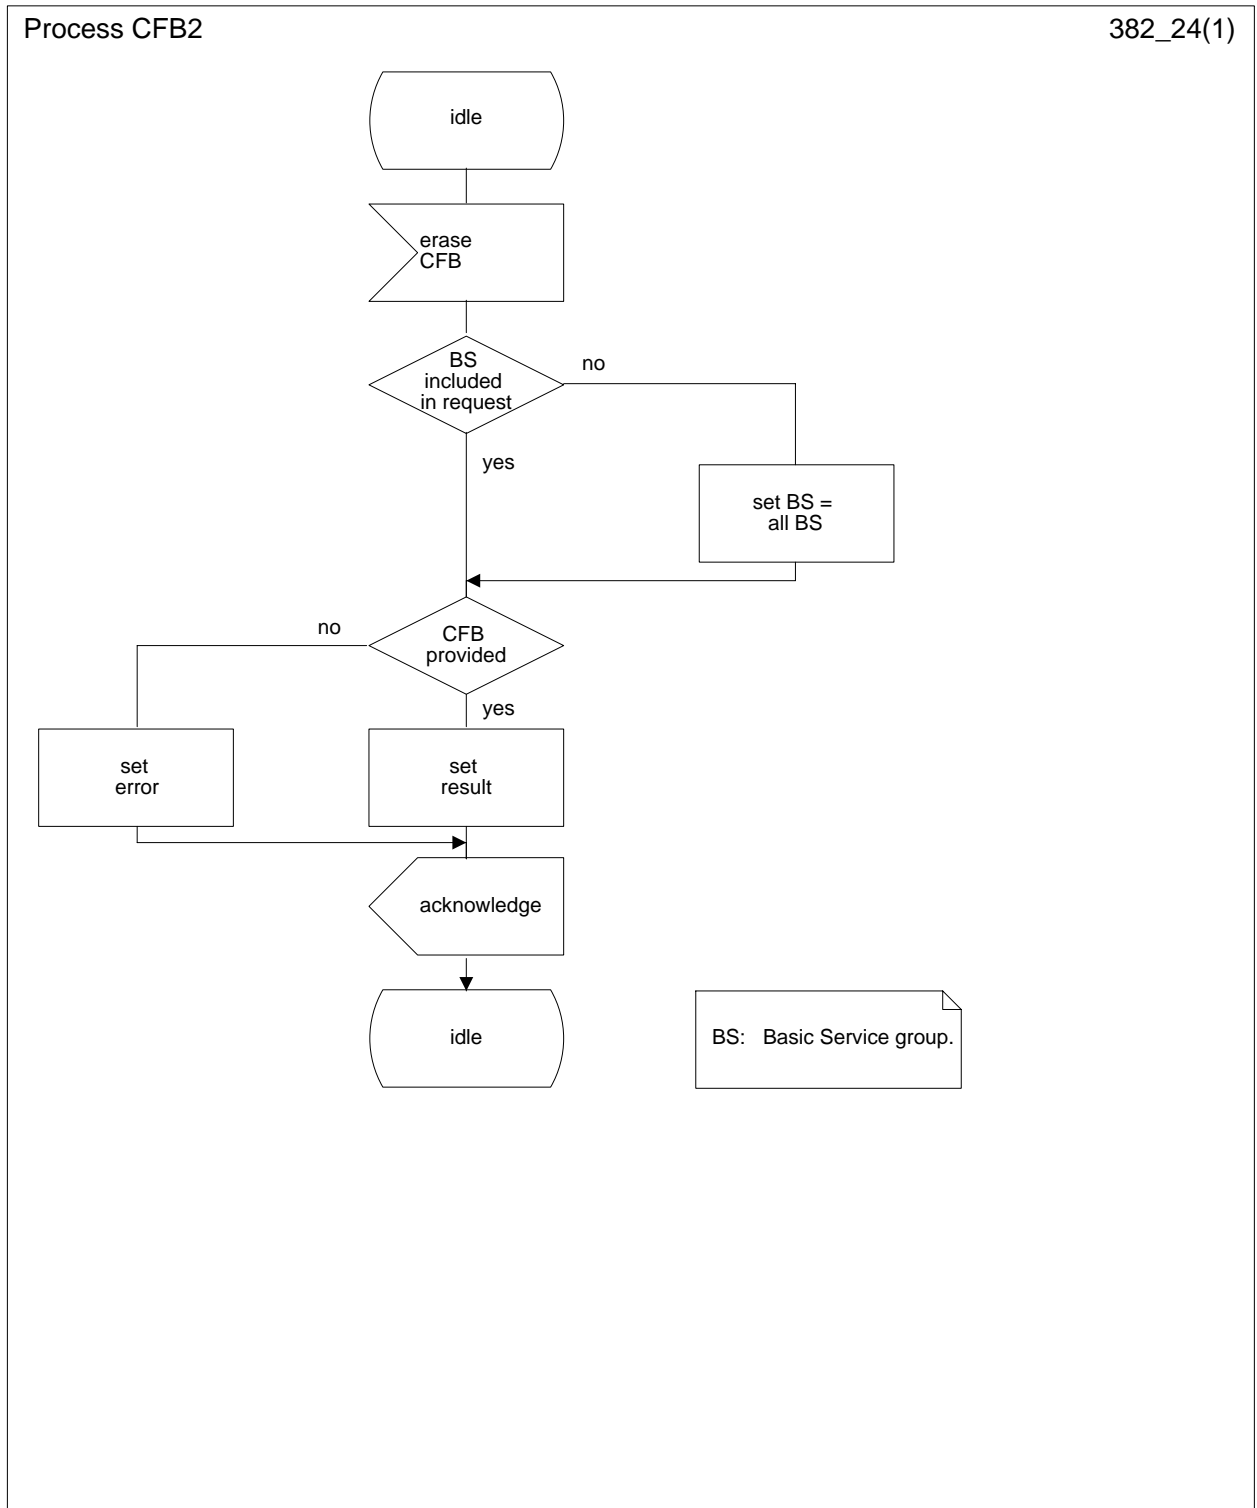 Process CFB2
382_24(1)
idle
erase
CFB
BS
included
in request
no
yes
set BS =
all BS
no
CFB
provided
yes
set
error
set
result
acknowledge
idle
BS: Basic Service group.